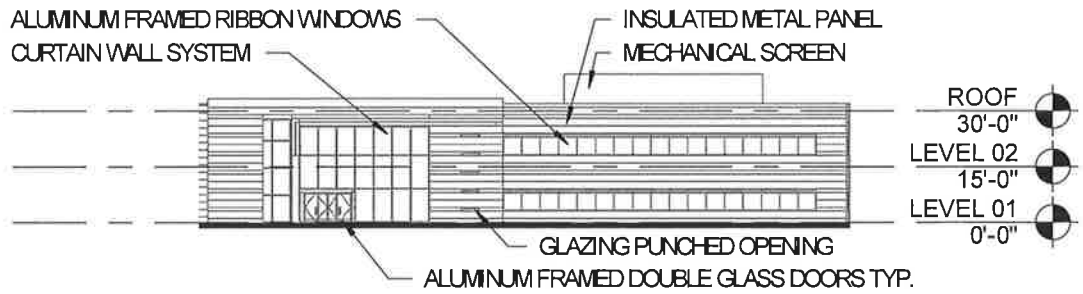 ALUMINUM FRAMED RIBBON WINDOWS
CURTAIN WALL SYSTEM
INSULATED METAL PANEL
MECHANICAL SCREEN
ROOF
30'-0"
LEVEL 02
15'-0"
LEVEL 01
0'-0"
GLAZING PUNCHED OPENING
ALUMINUM FRAMED DOUBLE GLASS DOORS TYP.